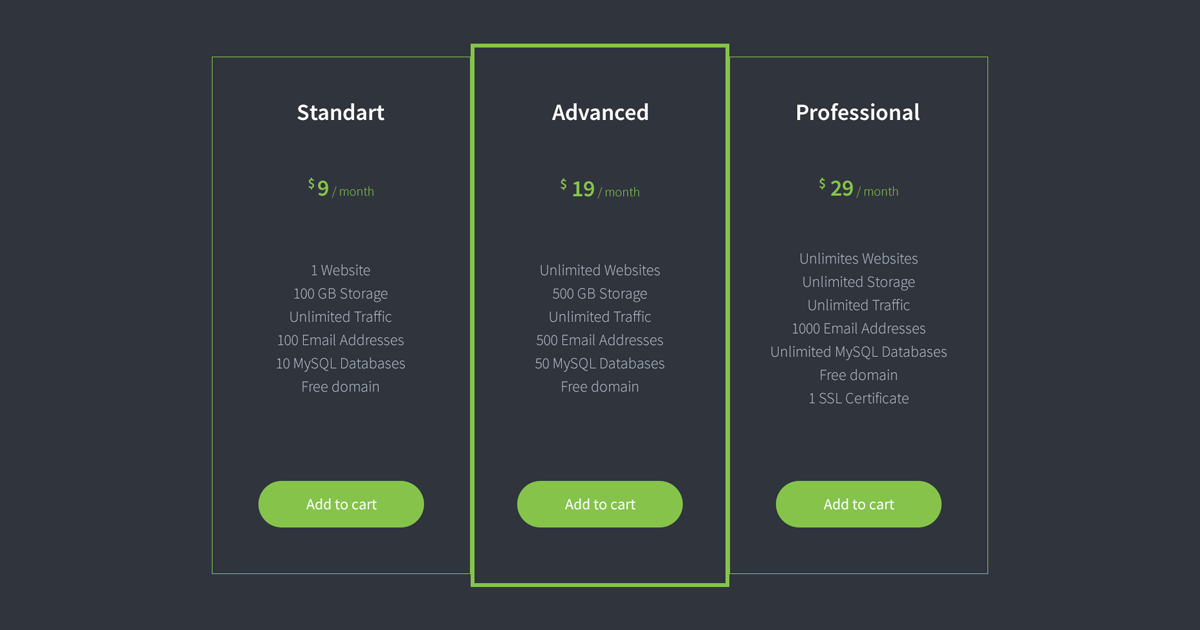 Standart
$ 9 / month
1 Website
100 GB Storage
Unlimited Traffic
100 Email Addresses
10 MySQL Databases
Free domain
Add to cart
Advanced
$ 19 / month
Unlimited Websites
500 GB Storage
Unlimited Traffic
500 Email Addresses
50 MySQL Databases
Free domain
Add to cart
Professional
$ 29 / month
Unlimites Websites
Unlimited Storage
Unlimited Traffic
1000 Email Addresses
Unlimited MySQL Databases
Free domain
1 SSL Certificate
Add to cart